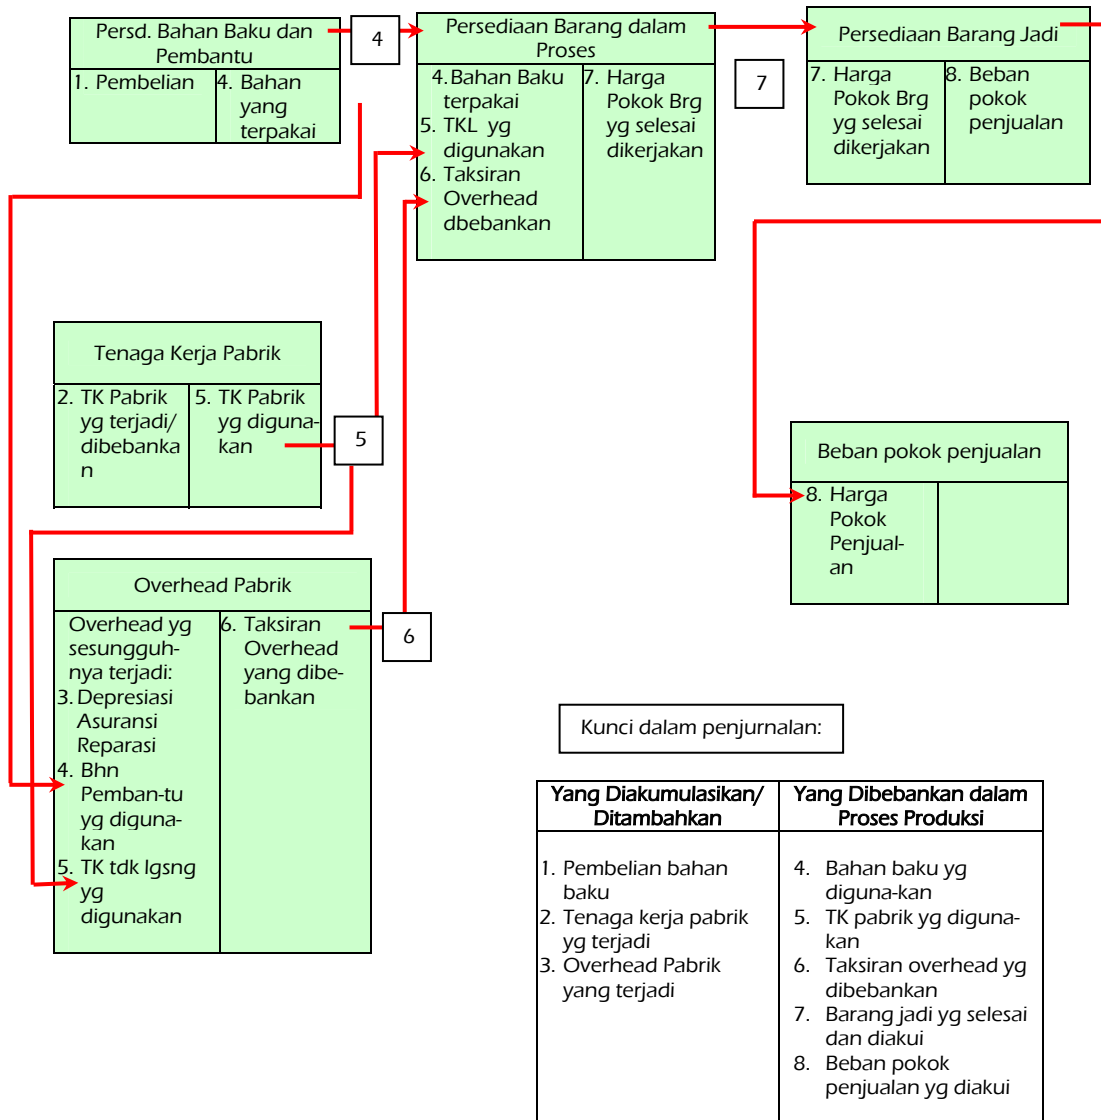 Persd. Bahan Baku dan
Pembantu
1. Pembelian
4. Bahan
yang
terpakai
4
Persediaan Barang dalam
Proses
4. Bahan Baku
terpakai
5. TKL yg
digunakan
6. Taksiran
Overhead
dbebankan
7. Harga
Pokok Brg
yg selesai
dikerjakan
7
Persediaan Barang Jadi
7. Harga
Pokok Brg
yg selesai
dikerjakan
8. Beban
pokok
penjualan
Tenaga Kerja Pabrik
2. TK Pabrik
yg terjadi/
dibebanka
n
5. TK Pabrik
yg diguna-
kan
5
Beban pokok penjualan
8. Harga
Pokok
Penjual-
an
Overhead Pabrik
Overhead yg
sesungguh-
nya terjadi:
3. Depresiasi
Asuransi
Reparasi
4. Bhn
Pemban-tu
yg diguna-
kan
5. TK tdk lgsng
yg
digunakan
6. Taksiran
Overhead
yang dibe-
bankan
6
Kunci dalam penjurnalan:
Yang Diakumulasikan/
Ditambahkan
1. Pembelian bahan
baku
2. Tenaga kerja pabrik
yg terjadi
3. Overhead Pabrik
yang terjadi
Yang Dibebankan dalam
Proses Produksi
4. Bahan baku yg
diguna-kan
5. TK pabrik yg diguna-
kan
6. Taksiran overhead yg
dibebankan
7. Barang jadi yg selesai
dan diakui
8. Beban pokok
penjualan yg diakui